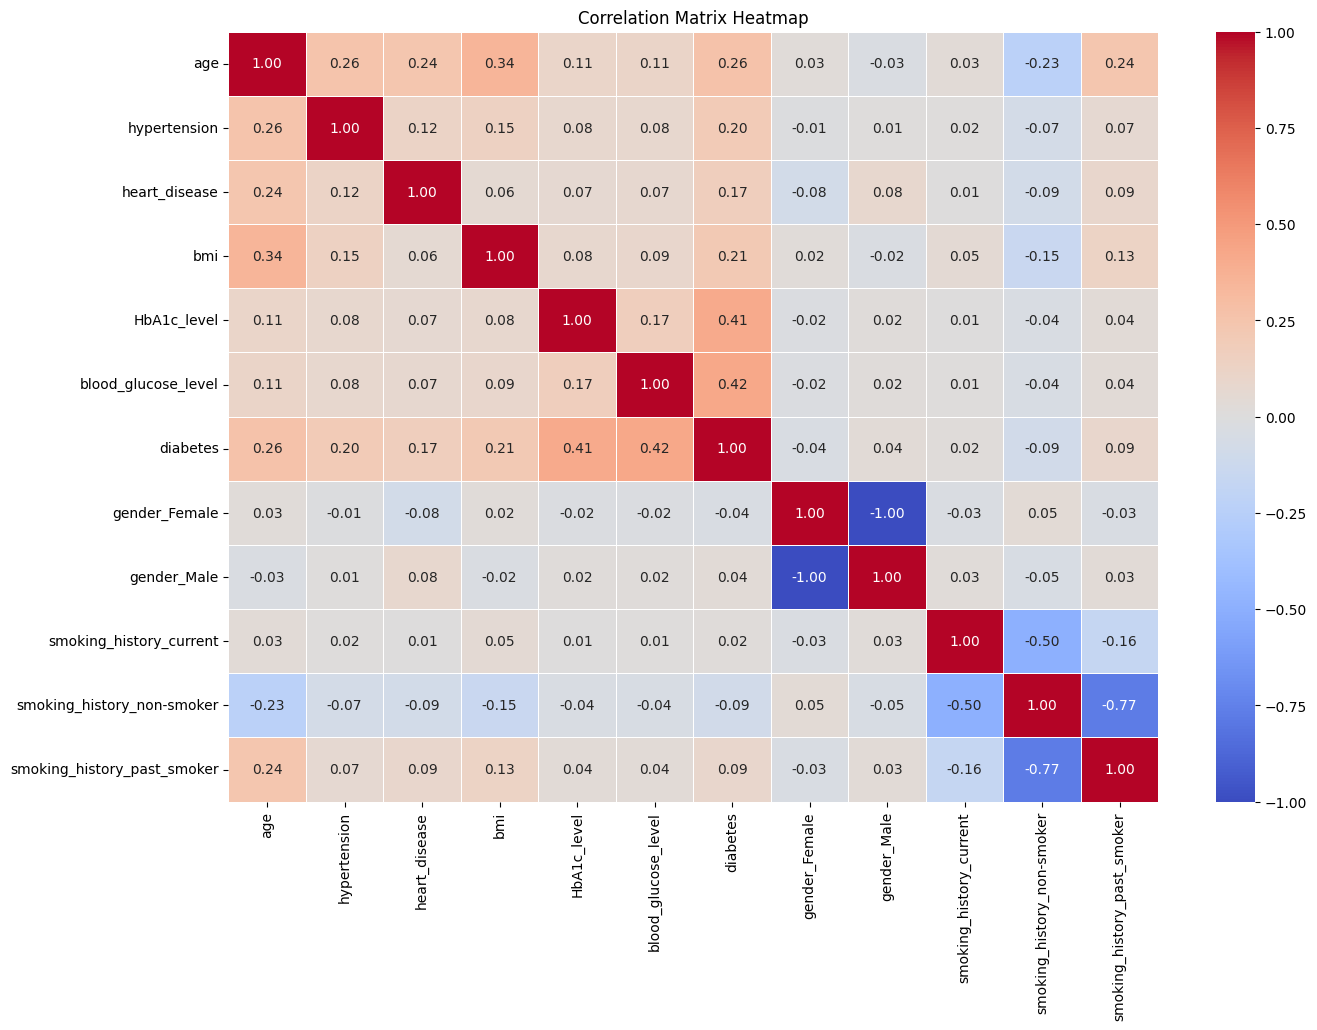 Correlation Matrix Heatmap
age 1.00 0.26 0.24 0.34 0.11 0.11 0.26 0.03 -0.03 0.03 -0.23 0.24
hypertension 0.26 1.00 0.12 0.15 0.08 0.08 0.20 -0.01 0.01 0.02 -0.07 0.07
heart_disease 0.24 0.12 1.00 0.06 0.07 0.07 0.17 -0.08 0.08 0.01 -0.09 0.09
bmi 0.34 0.15 0.06 1.00 0.08 0.09 0.21 0.02 -0.02 0.05 -0.15 0.13
HbA1c_level 0.11 0.08 0.07 0.08 1.00 0.17 0.41 -0.02 0.02 0.01 -0.04 0.04
blood_glucose_level 0.11 0.08 0.07 0.09 0.17 1.00 0.42 -0.02 0.02 0.01 -0.04 0.04
diabetes 0.26 0.20 0.17 0.21 0.41 0.42 1.00 -0.04 0.04 0.02 -0.09 0.09
gender_Female 0.03 -0.01 -0.08 0.02 -0.02 -0.02 -0.04 1.00 -1.00 -0.03 0.05 -0.03
gender_Male -0.03 0.01 0.08 -0.02 0.02 0.02 0.04 -1.00 1.00 0.03 -0.05 0.03
smoking_history_current 0.03 0.02 0.01 0.05 0.01 0.01 0.02 -0.03 0.03 1.00 -0.50 -0.16
smoking_history_non-smoker -0.23 -0.07 -0.09 -0.15 -0.04 -0.04 -0.09 0.05 -0.05 -0.50 1.00 -0.77
smoking_history_past_smoker 0.24 0.07 0.09 0.13 0.04 0.04 0.09 -0.03 0.03 -0.16 -0.77 1.00
age
hypertension
heart_disease
bmi
HbA1c_level
blood_glucose_level
diabetes
gender_Female
gender_Male
smoking_history_current
smoking_history_non-smoker
smoking_history_past_smoker
1.00
0.75
0.50
0.25
0.00
−0.25
−0.50
−0.75
−1.00